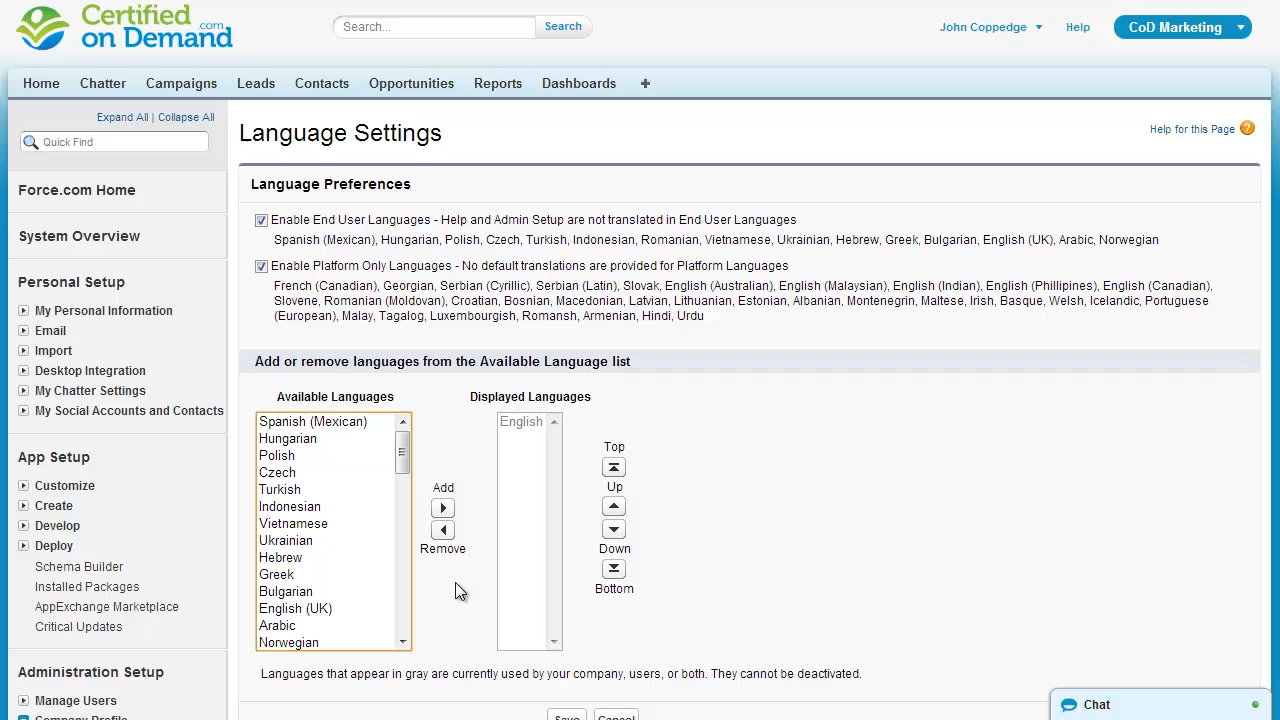 Certified
.com
on Demand
Search...
Search
John Coppedge
Help
CoD Marketing
Home
Chatter
Campaigns
Leads
Contacts
Opportunities
Reports
Dashboards
Expand All | Collapse All
Quick Find
Force.com Home
System Overview
Personal Setup
My Personal Information
Email
Import
Desktop Integration
My Chatter Settings
My Social Accounts and Contacts
App Setup
Customize
Create
Develop
Deploy
Schema Builder
Installed Packages
AppExchange Marketplace
Critical Updates
Administration Setup
Manage Users
Company Profile
Language Settings
Help for this Page ?
Language Preferences
Enable End User Languages - Help and Admin Setup are not translated in End User Languages
Spanish (Mexican), Hungarian, Polish, Czech, Turkish, Indonesian, Romanian, Vietnamese, Ukrainian, Hebrew, Greek, Bulgarian, English (UK), Arabic, Norwegian
Enable Platform Only Languages - No default translations are provided for Platform Languages
French (Canadian), Georgian, Serbian (Cyrillic), Serbian (Latin), Slovak, English (Australian), English (Malaysian), English (Indian), English (Phillipines), English (Canadian),
Slovene, Romanian (Moldovan), Croatian, Bosnian, Macedonian, Latvian, Lithuanian, Estonian, Albanian, Montenegrin, Maltese, Irish, Basque, Welsh, Icelandic, Portuguese
(European), Malay, Tagalog, Luxembourgish, Romansh, Armenian, Hindi, Urdu
Add or remove languages from the Available Language list
Available Languages
Spanish (Mexican)
Hungarian
Polish
Czech
Turkish
Indonesian
Vietnamese
Ukrainian
Hebrew
Greek
Bulgarian
English (UK)
Arabic
Norwegian
Add
Remove
Displayed Languages
English
Top
Up
Down
Bottom
Languages that appear in gray are currently used by your company, users, or both. They cannot be deactivated.
Save
Cancel
Chat